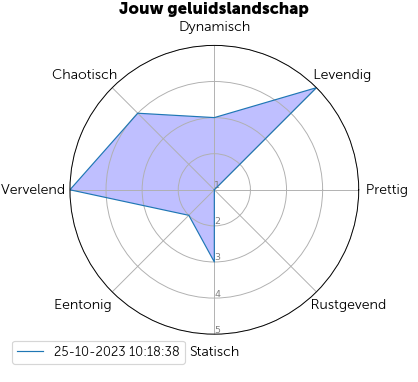 Jouw geluidslandschap
Dynamisch
Chaotisch
Levendig
Vervelend
1
Prettig
2
3
Eentonig
4
Rustgevend
5
25-10-2023 10:18:38
Statisch